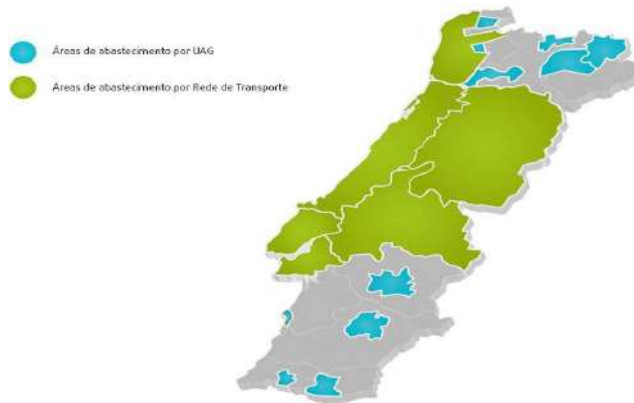 Áreas de abastecimento por UAG
Áreas de abastecimento por Rede de Transporte